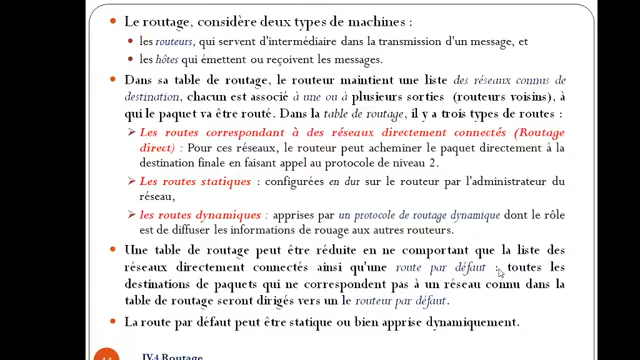 • Le routage, considère deux types de machines :
• les routeurs, qui servent d'intermédiaire dans la transmission d'un message, et
• les hôtes qui émettent ou reçoivent les messages.
• Dans sa table de routage, le routeur maintient une liste des réseaux connus de
destination, chacun est associé à une ou à plusieurs sorties (routeurs voisins), à
qui le paquet va être routé. Dans la table de routage, il y a trois types de routes :
➢ Les routes correspondant à des réseaux directement connectés (Routage
direct) : Pour ces réseaux, le routeur peut acheminer le paquet directement à la
destination finale en faisant appel au protocole de niveau 2.
➢ Les routes statiques : configurées en dur sur le routeur par l'administrateur du
réseau,
➢ les routes dynamiques : apprises par un protocole de routage dynamique dont le rôle
est de diffuser les informations de rouage aux autres routeurs.
• Une table de routage peut être réduite en ne comportant que la liste des
réseaux directement connectés ainsi qu'une route par défaut : toutes les
destinations de paquets qui ne correspondent pas à un réseau connu dans la
table de routage seront dirigés vers un le routeur par défaut.
• La route par défaut peut être statique ou bien apprise dynamiquement.
IV.4 Routage